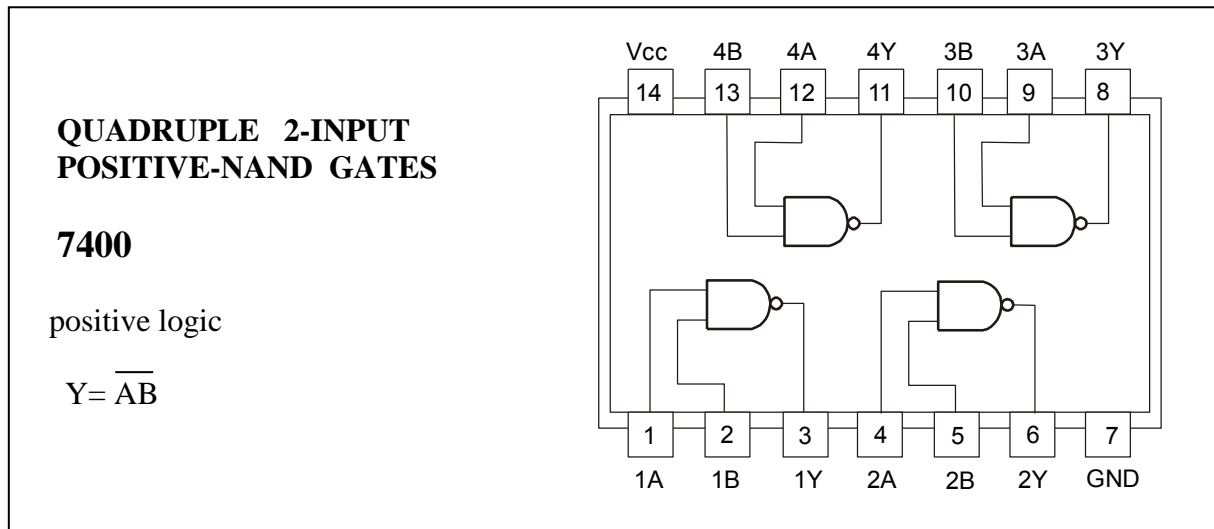 Vcc 4B 4A 4Y 3B 3A 3Y
14 13 12 11 10 9 8
QUADRUPLE 2-INPUT
POSITIVE-NAND GATES
7400
positive logic
Y= A̅B̅
1 2 3 4 5 6 7
1A 1B 1Y 2A 2B 2Y GND